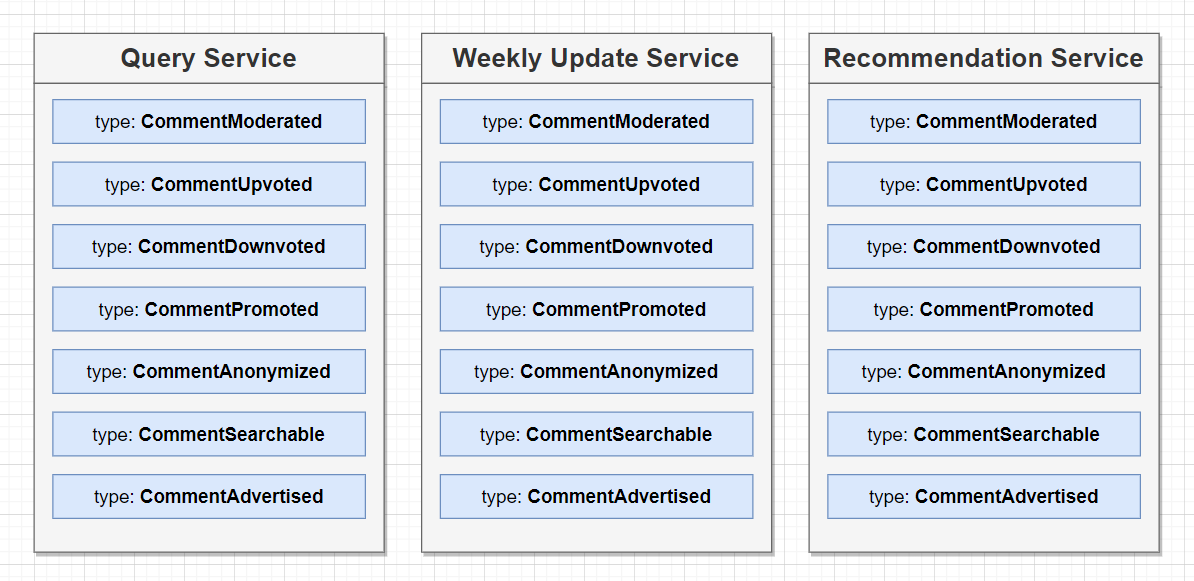 Query Service
type: CommentModerated
type: CommentUpvoted
type: CommentDownvoted
type: CommentPromoted
type: CommentAnonymized
type: CommentSearchable
type: CommentAdvertised
Weekly Update Service
type: CommentModerated
type: CommentUpvoted
type: CommentDownvoted
type: CommentPromoted
type: CommentAnonymized
type: CommentSearchable
type: CommentAdvertised
Recommendation Service
type: CommentModerated
type: CommentUpvoted
type: CommentDownvoted
type: CommentPromoted
type: CommentAnonymized
type: CommentSearchable
type: CommentAdvertised